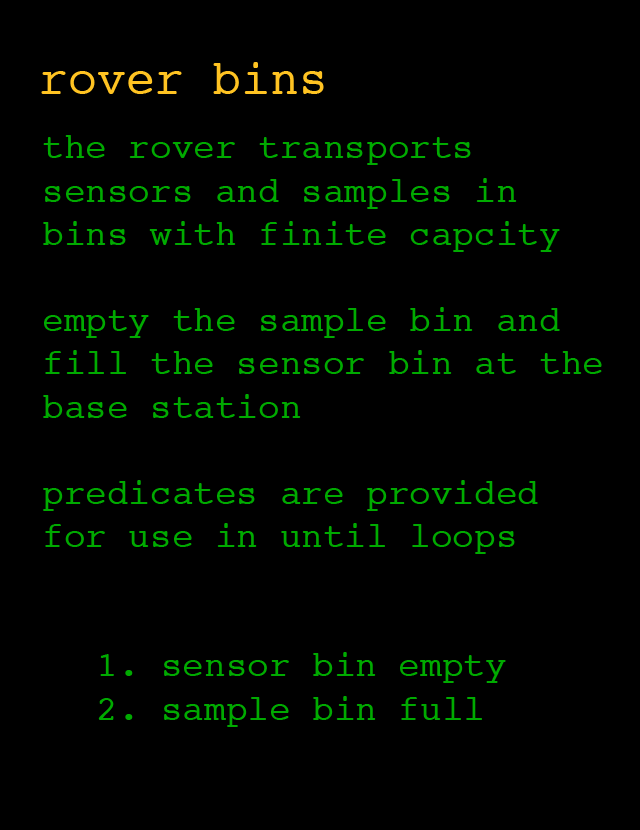 rover bins
the rover transports
sensors and samples in
bins with finite capcity
empty the sample bin and
fill the sensor bin at the
base station
predicates are provided
for use in until loops
1. sensor bin empty
2. sample bin full